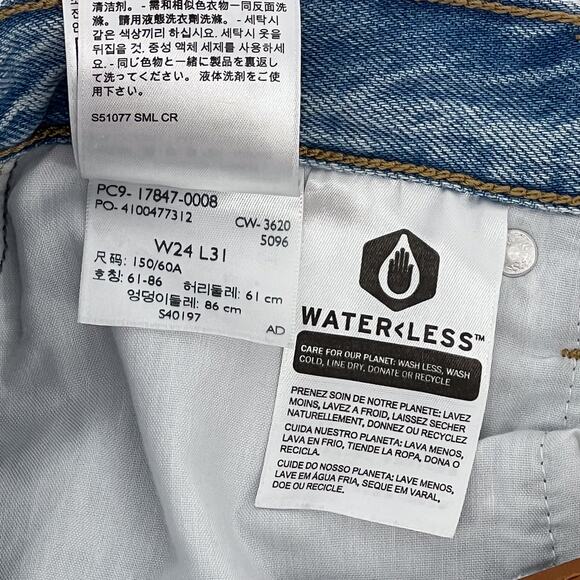 清洁剂。- 需和相似色衣物一同反面洗
滌。請用液態洗衣劑洗滌。- 세탁시
같은 색상끼리 하십시요. 세탁시 옷을
뒤집을 것. 중성 액체 세제를 사용하세
요. - 同じ色物と一緒に製品を裏返し
て洗ってください。液体洗剤をご使用
下さい。
S51077 SML CR
PC9- 17847-0008
PO- 4100477312 CW- 3620
5096
W24 L31
尺码: 150/60A
호칭: 61-86 허리둘레: 61 cm
엉덩이둘레: 86 cm
S40197 AD
WATER<LESS™
CARE FOR OUR PLANET: WASH LESS, WASH
COLD, LINE DRY, DONATE OR RECYCLE
PRENEZ SOIN DE NOTRE PLANETE: LAVEZ
MOINS, LAVEZ A FROID, LAISSEZ SECHER
NATURELLEMENT, DONNEZ OU RECYCLEZ
CUIDA NUESTRO PLANETA: LAVA MENOS,
LAVA EN FRIO, TIENDE LA ROPA, DONA O
RECICLA.
CUIDE DO NOSSO PLANETA: LAVE MENOS,
LAVE EM ÁGUA FRIA, SEQUE EM VARAL,
DOE OU RECICLE.